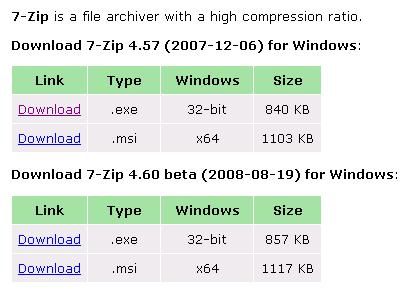 7-Zip is a file archiver with a high compression ratio.
Download 7-Zip 4.57 (2007-12-06) for Windows:
Link Type Windows Size
Download .exe 32-bit 840 KB
Download .msi x64 1103 KB
Download 7-Zip 4.60 beta (2008-08-19) for Windows:
Link Type Windows Size
Download .exe 32-bit 857 KB
Download .msi x64 1117 KB